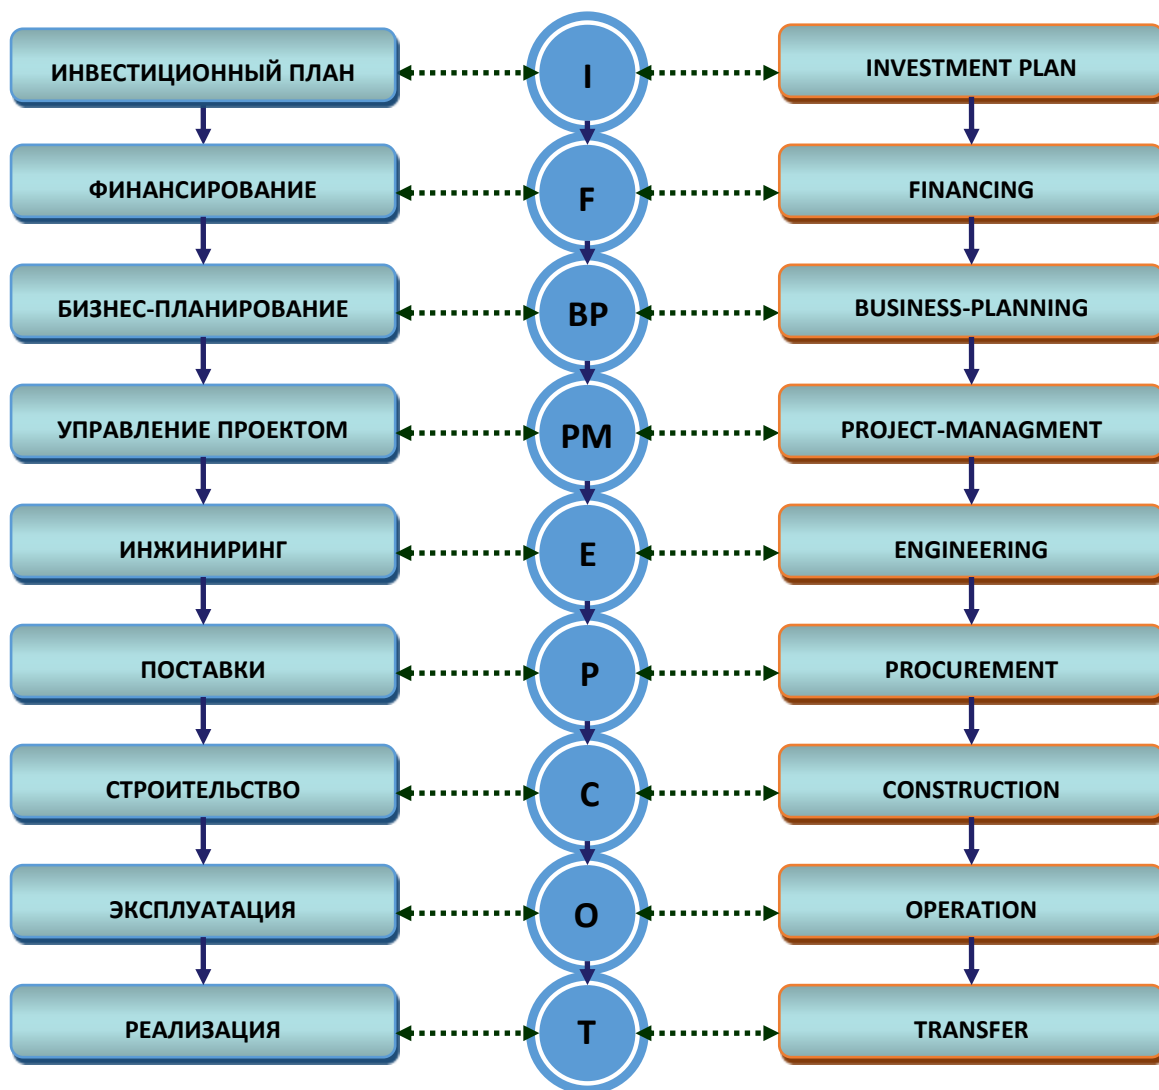 ИНВЕСТИЦИОННЫЙ ПЛАН
I
INVESTMENT PLAN
ФИНАНСИРОВАНИЕ
F
FINANCING
БИЗНЕС-ПЛАНИРОВАНИЕ
BP
BUSINESS-PLANNING
УПРАВЛЕНИЕ ПРОЕКТОМ
PM
PROJECT-MANAGMENT
ИНЖИНИРИНГ
E
ENGINEERING
ПОСТАВКИ
P
PROCUREMENT
СТРОИТЕЛЬСТВО
C
CONSTRUCTION
ЭКСПЛУАТАЦИЯ
O
OPERATION
РЕАЛИЗАЦИЯ
T
TRANSFER